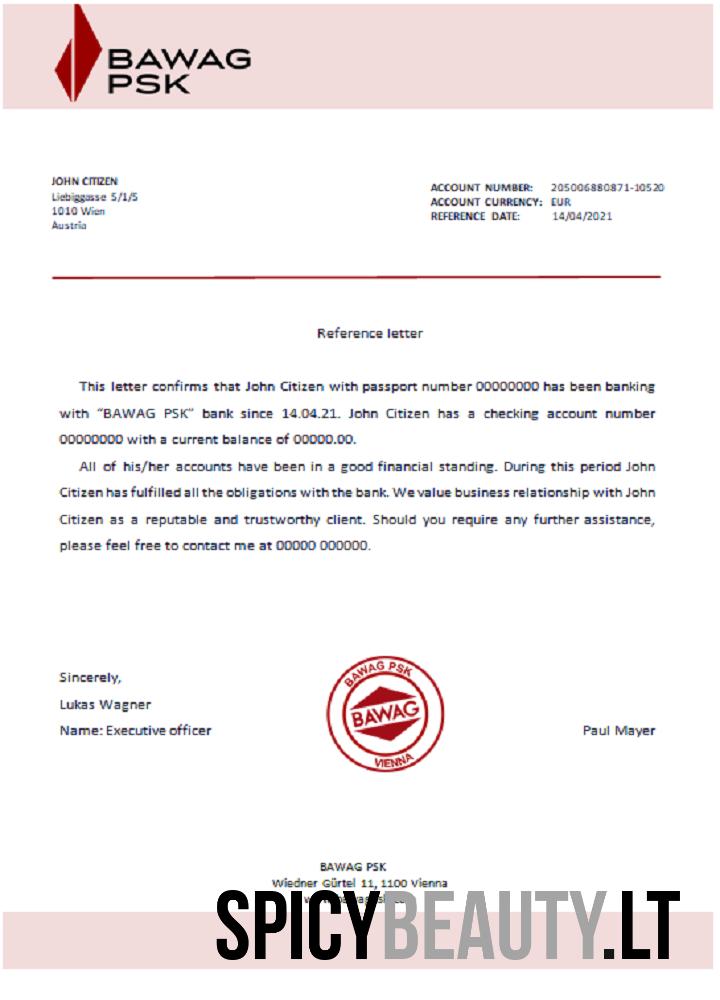 BAWAG
PSK
JOHN CITIZEN
Liebiggasse 5/1/5
1010 Wien
Austria
ACCOUNT NUMBER: 205006880871-10520
ACCOUNT CURRENCY: EUR
REFERENCE DATE: 14/04/2021
Reference letter
This letter confirms that John Citizen with passport number 00000000 has been banking
with “BAWAG PSK” bank since 14.04.21. John Citizen has a checking account number
00000000 with a current balance of 00000.00.
All of his/her accounts have been in a good financial standing. During this period John
Citizen has fulfilled all the obligations with the bank. We value business relationship with John
Citizen as a reputable and trustworthy client. Should you require any further assistance,
please feel free to contact me at 00000 000000.
Sincerely,
Lukas Wagner
Name: Executive officer
BAWAG PSK
BAWAG
VIENNA
Paul Mayer
BAWAG PSK
Wiedner Gürtel 11, 1100 Vienna
SPICYBEAUTY.LT